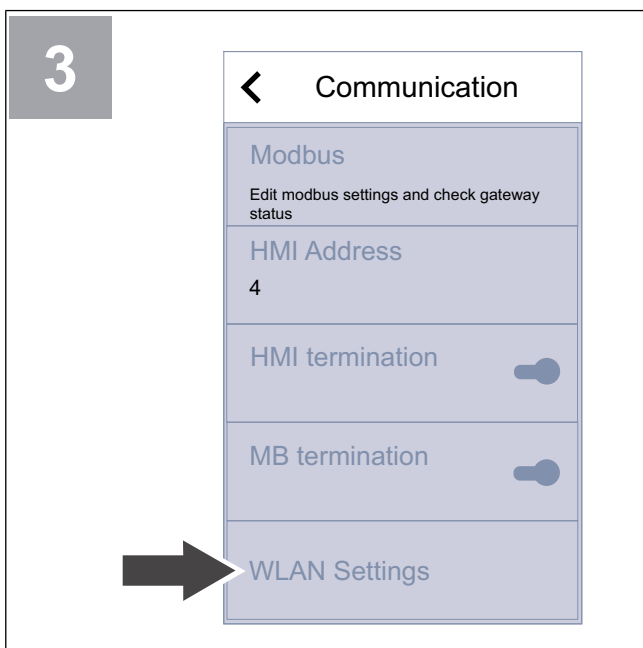 3
Communication
Modbus
Edit modbus settings and check gateway
status
HMI Address
4
HMI termination
MB termination
WLAN Settings